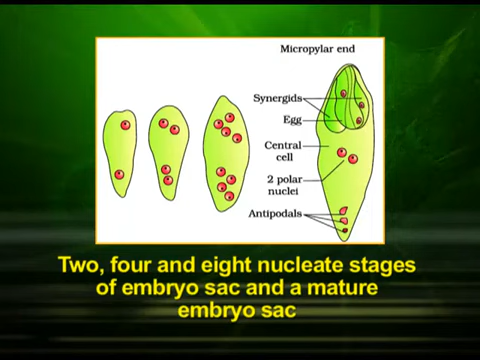 Micropylar end
Synergids
Egg
Central
cell
2 polar
nuclei
Antipodals
Two, four and eight nucleate stages
of embryo sac and a mature
embryo sac